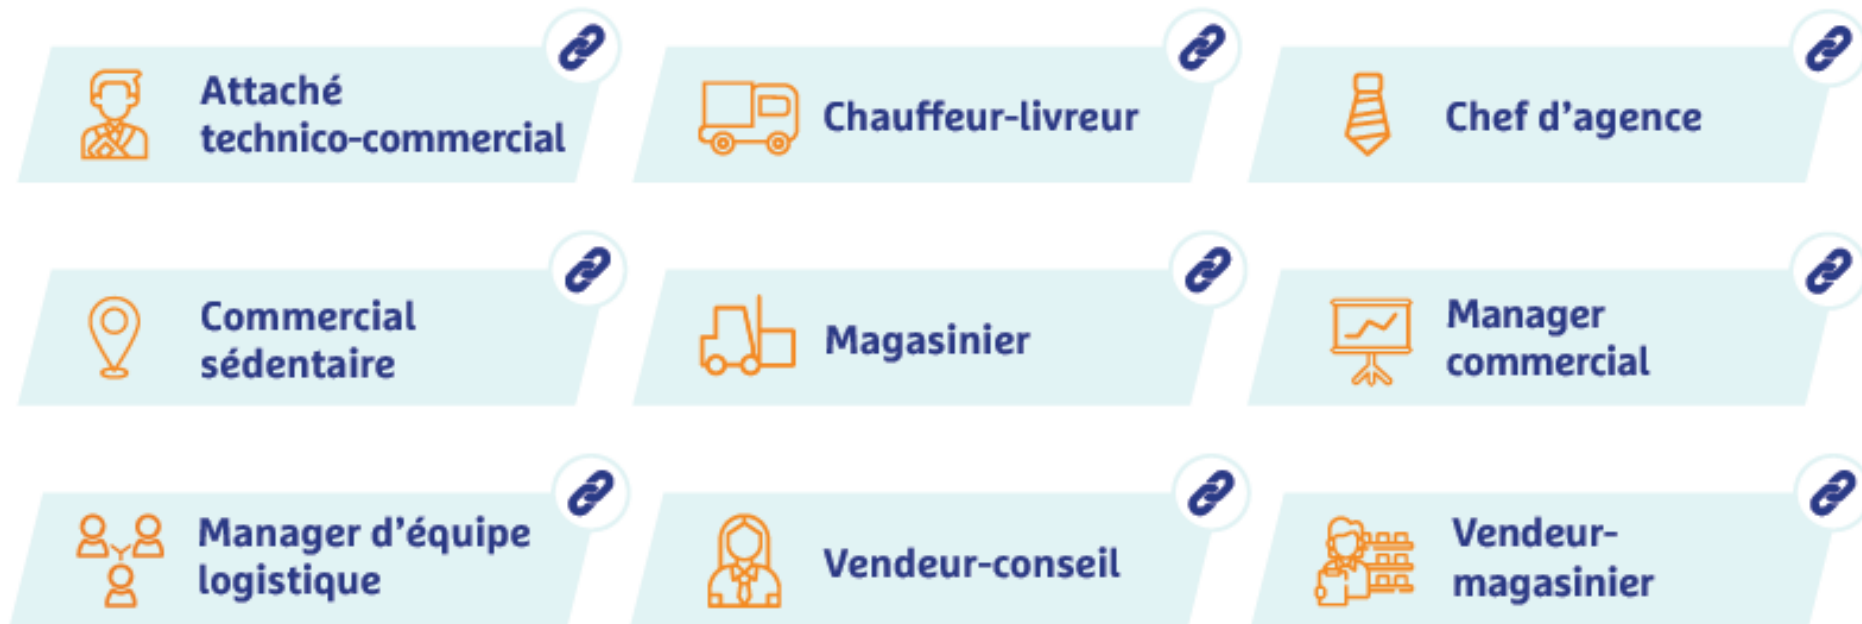 Attaché
technico-commercial
Chauffeur-livreur
Chef d’agence
Commercial
sédentaire
Magasinier
Manager
commercial
Manager d’équipe
logistique
Vendeur-conseil
Vendeur-
magasinier